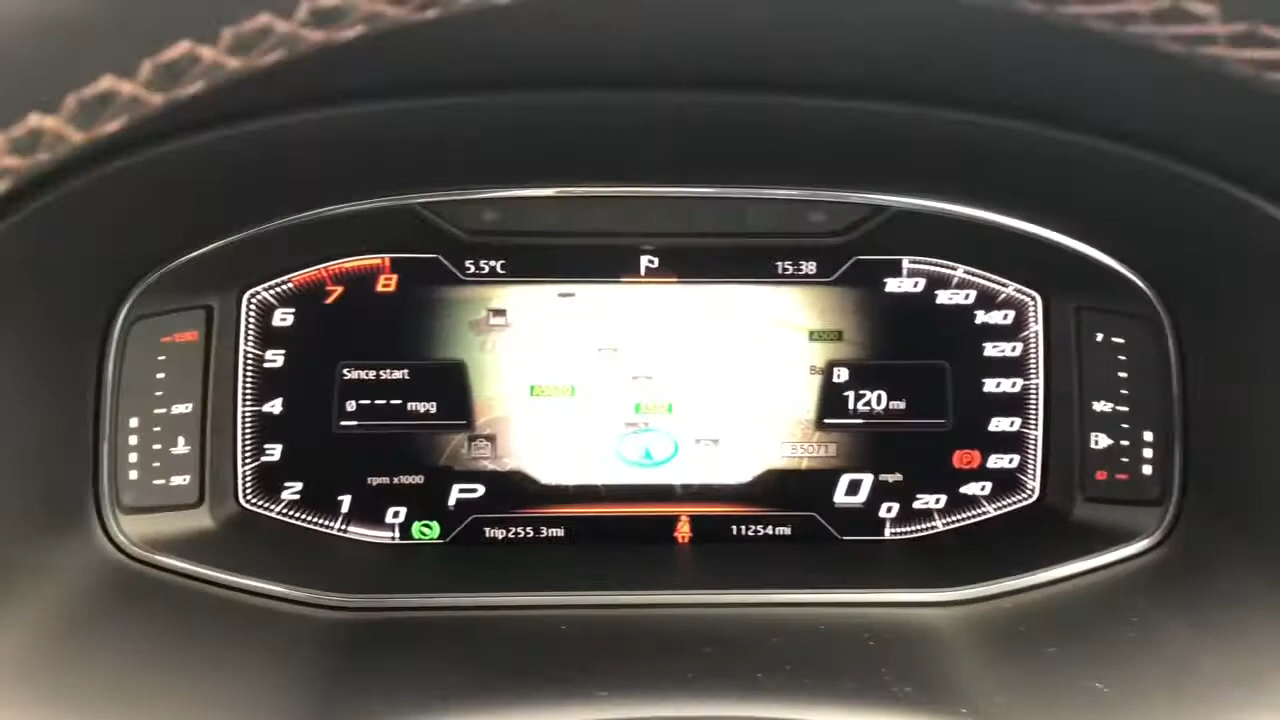 5.5°C
15:38
8
7
6
5
4
3
2
1
0
rpm x1000
Since start
Ø--- mpg
P
Trip 255.3 mi
11254 mi
A500
B5071
120 mi
0 mph
180
160
140
120
100
80
60
40
20
0
P
90
1
1/2
0